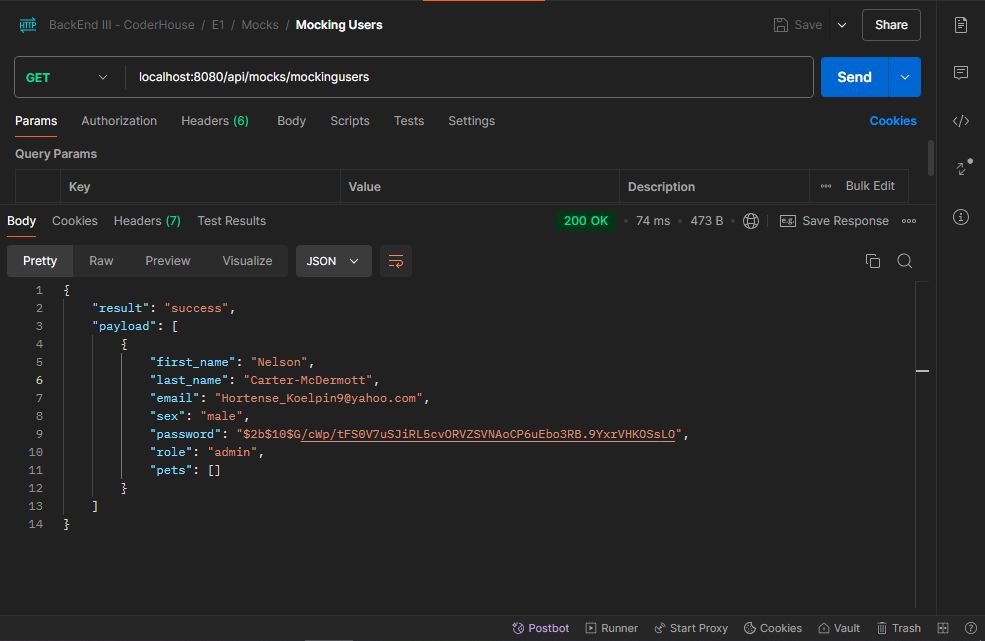 HTTP BackEnd III - CoderHouse / E1 / Mocks / Mocking Users Save Share
GET localhost:8080/api/mocks/mockingusers Send
Params Authorization Headers (6) Body Scripts Tests Settings Cookies
Query Params
Key Value Description Bulk Edit
Body Cookies Headers (7) Test Results 200 OK 74 ms 473 B e.g. Save Response
Pretty Raw Preview Visualize JSON
1 {
2 "result": "success",
3 "payload": [
4 {
5 "first_name": "Nelson",
6 "last_name": "Carter-McDermott",
7 "email": "Hortense_Koelpin9@yahoo.com",
8 "sex": "male",
9 "password": "$2b$10$G/cWp/tFS0V7uSJiRL5cvORVZSVNAoCP6uEbo3RB.9YxrVHKOSsLO",
10 "role": "admin",
11 "pets": []
12 }
13 ]
14 }
Postbot Runner Start Proxy Cookies Vault Trash